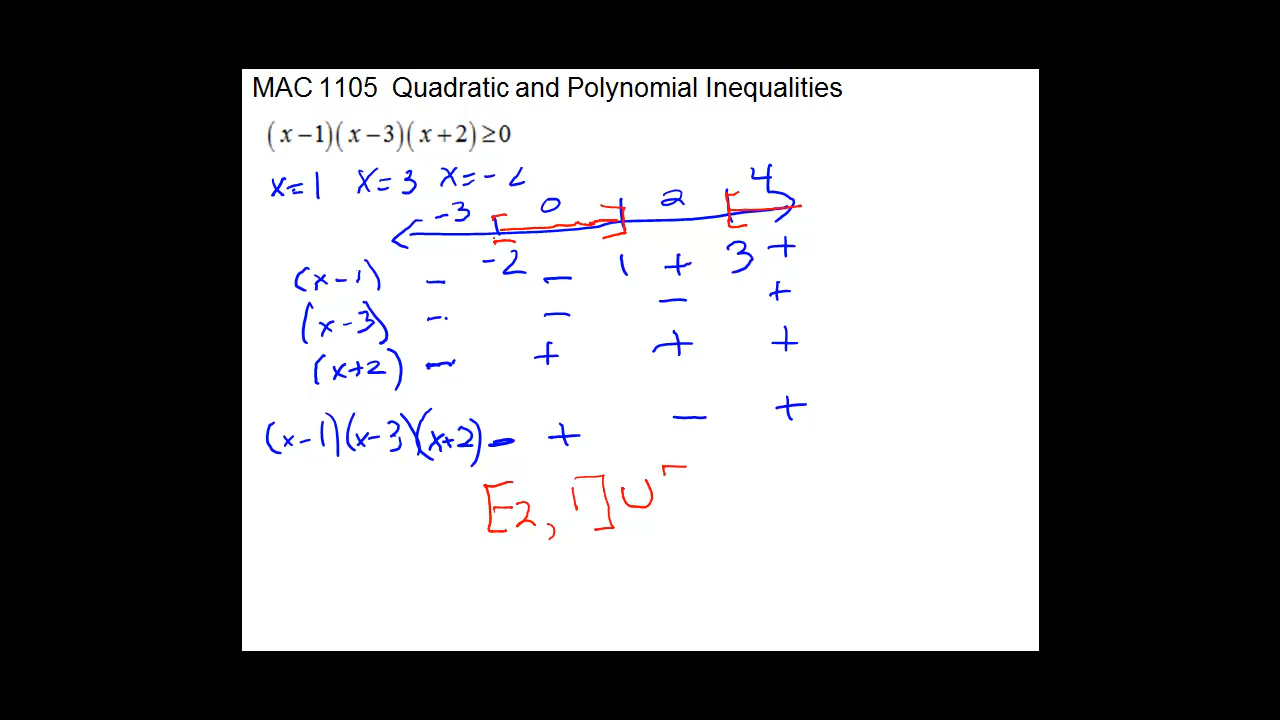 MAC 1105 Quadratic and Polynomial Inequalities
(x−1)(x−3)(x+2)≥0
x=1 x=3 x=-2
-3 0 2 4
-2 1 3
(x-1) - - + +
(x-3) - - - +
(x+2) - + + +
(x-1)(x-3)(x+2) - + - +
[-2, 1] ∪ [